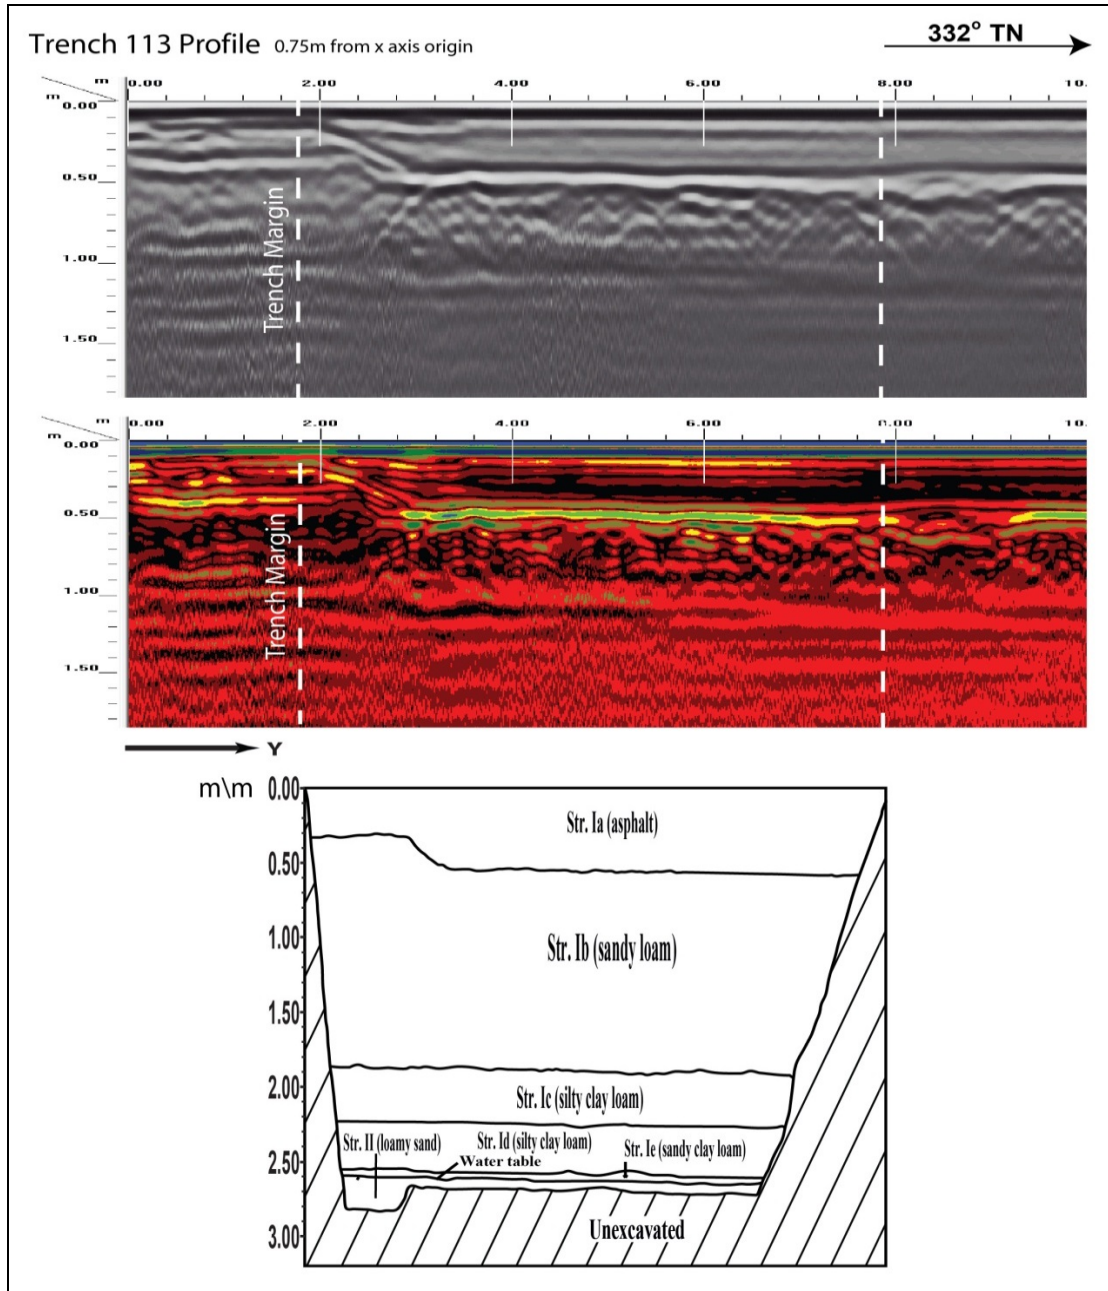 Trench 113 Profile 0.75m from x axis origin
332° TN
m 0.00 2.00 4.00 6.00 8.00 10.
m
0.00
0.50
1.00
1.50
Trench Margin
m 0.00 2.00 4.00 6.00 8.00 10.
m
0.00
0.50
1.00
1.50
Trench Margin
Y
m\m
0.00
0.50
1.00
1.50
2.00
2.50
3.00
Str. Ia (asphalt)
Str. Ib (sandy loam)
Str. Ic (silty clay loam)
Str. II (loamy sand) Str. Id (silty clay loam) Str. Ie (sandy clay loam)
Water table
Unexcavated